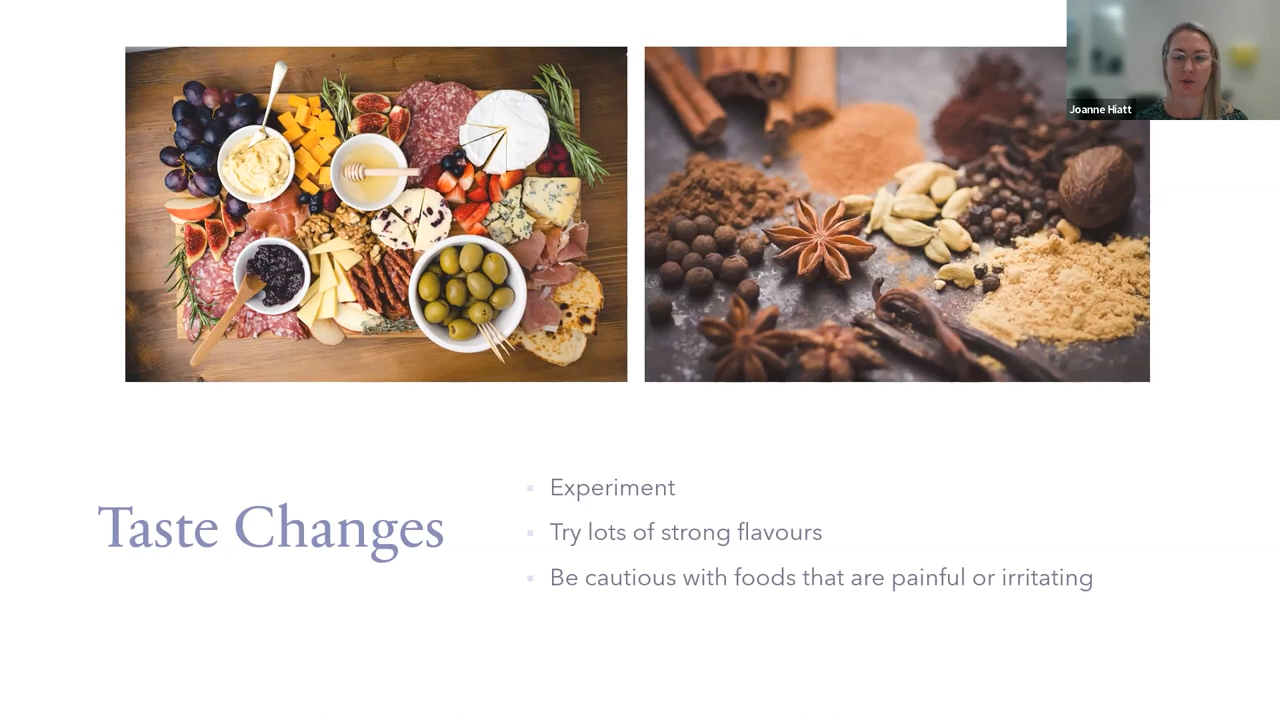 Joanne Hiatt
Taste Changes
Experiment
Try lots of strong flavours
Be cautious with foods that are painful or irritating